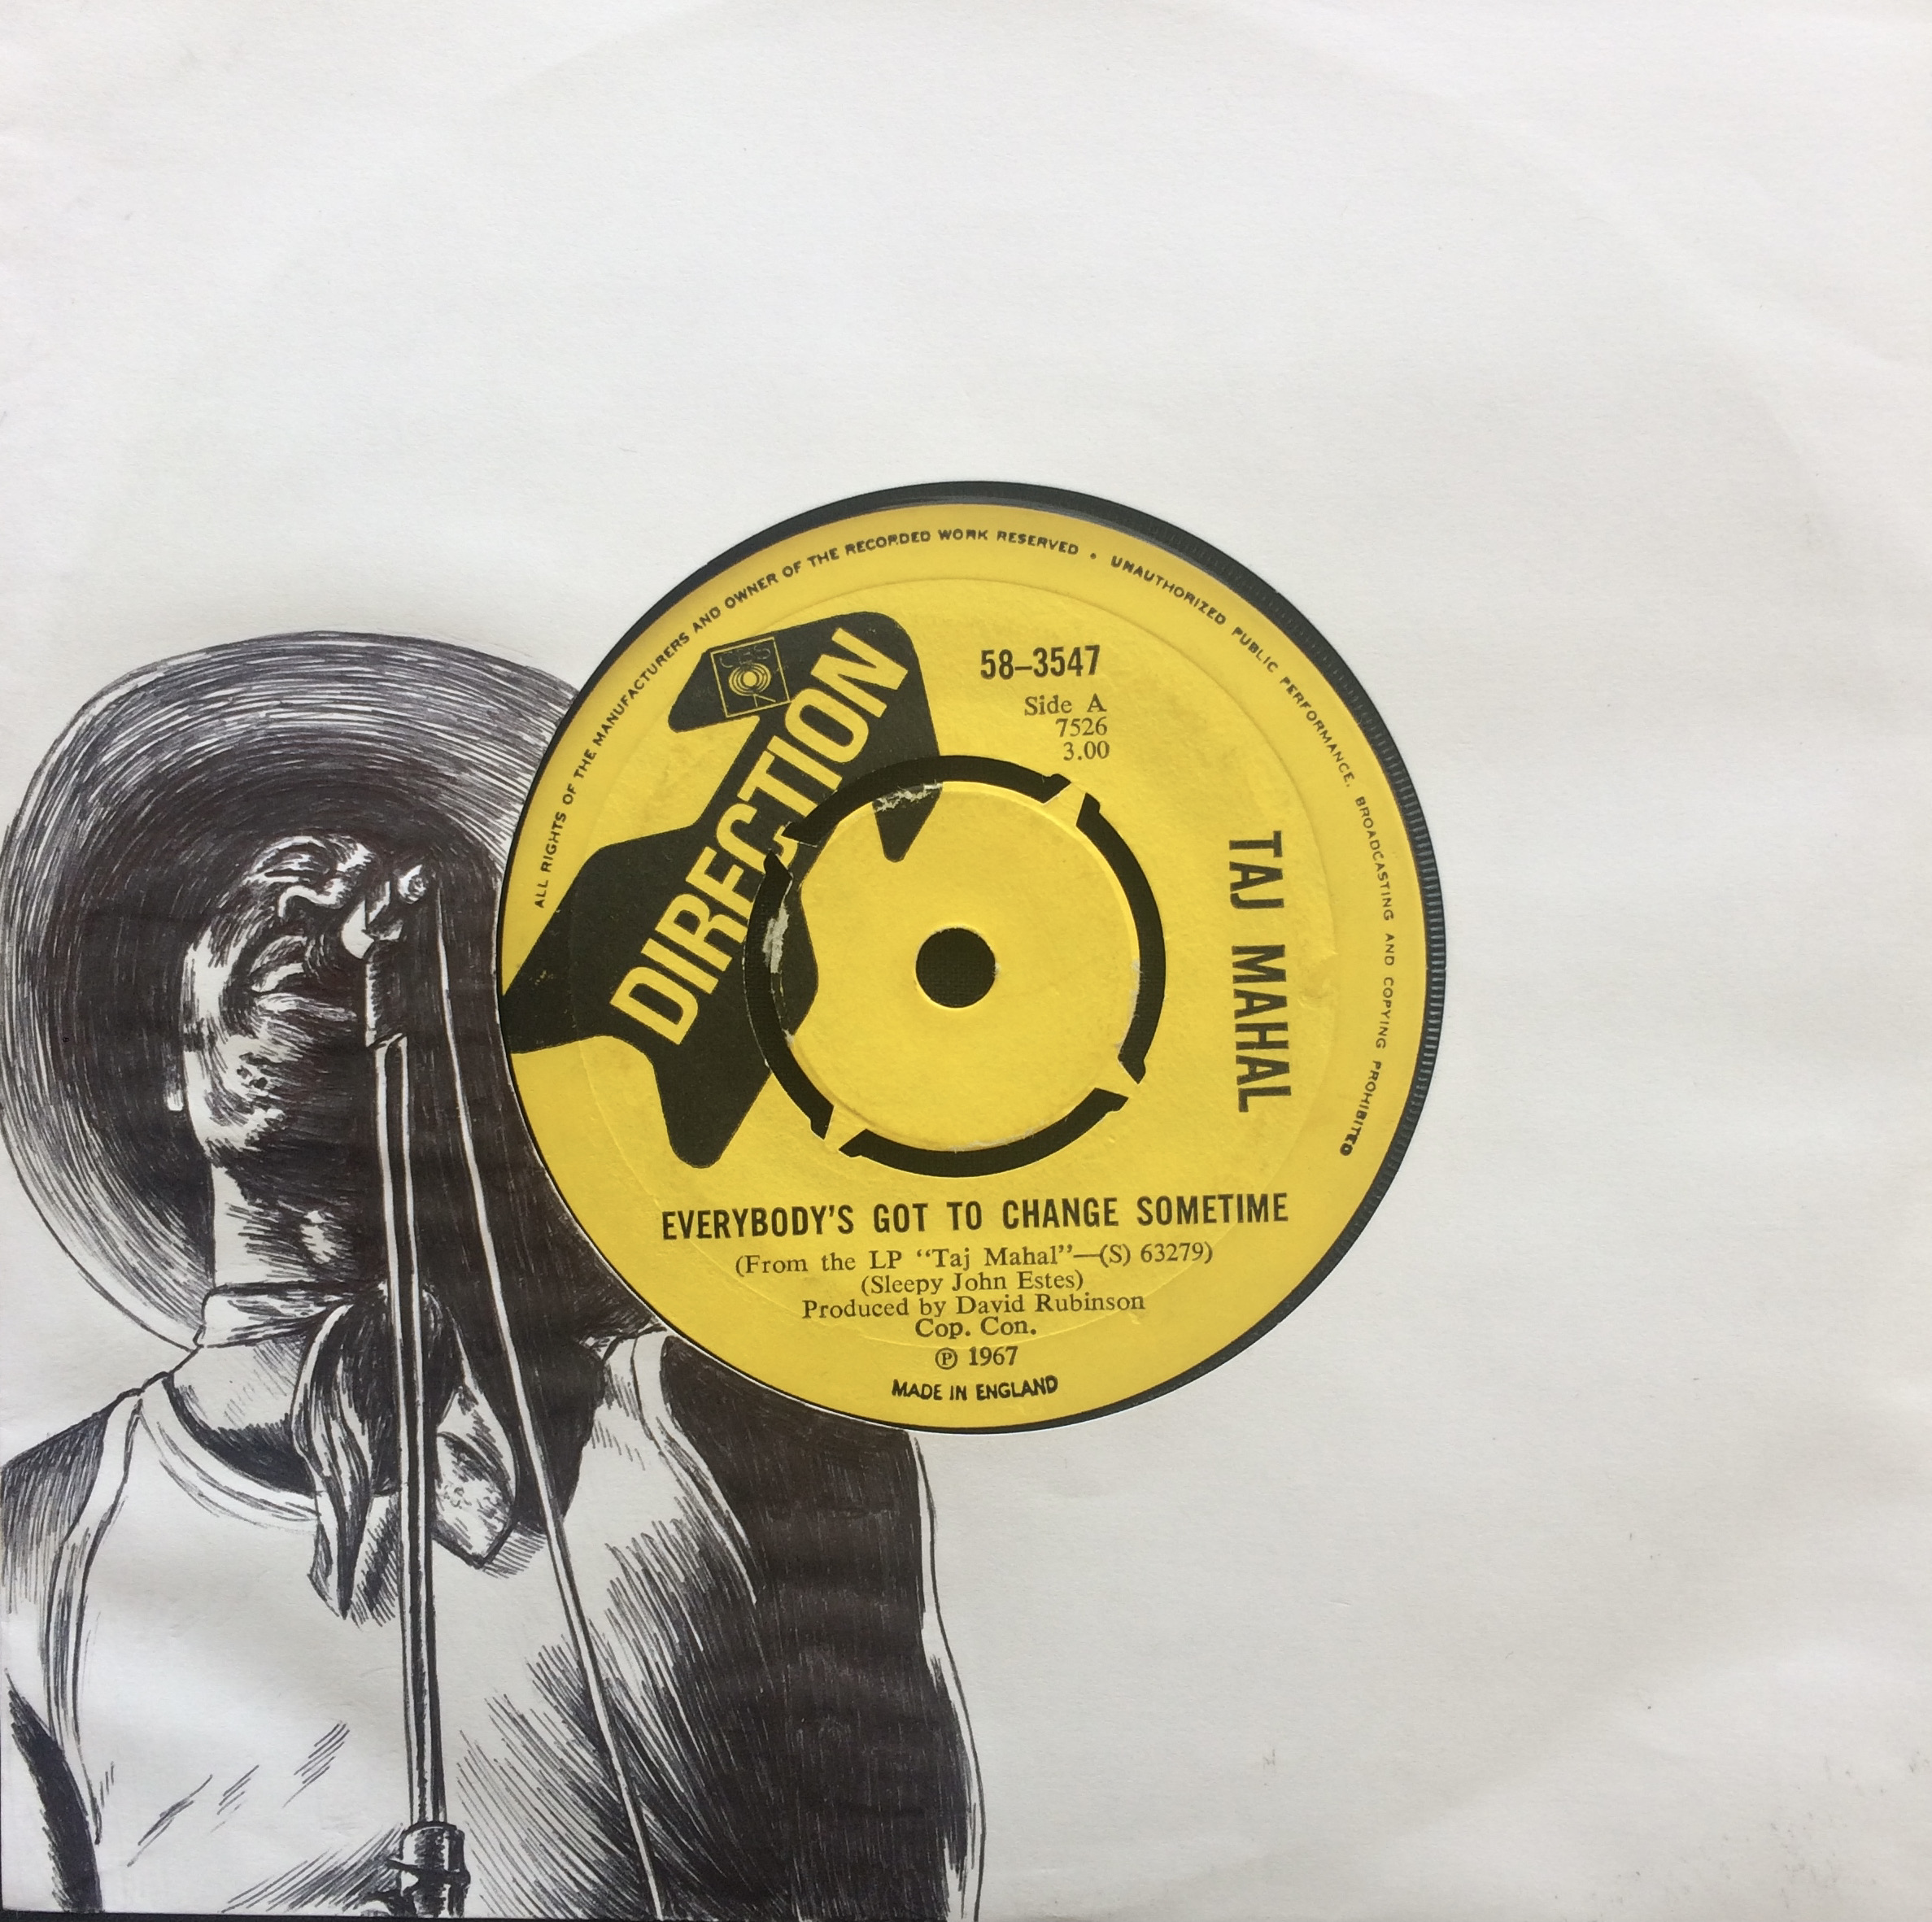 ALL RIGHTS OF THE MANUFACTURERS AND OWNER OF THE RECORDED WORK RESERVED • UNAUTHORIZED PUBLIC PERFORMANCE, BROADCASTING AND COPYING PROHIBITED
CBS
DIRECTION
58–3547
Side A
7526
3.00
TAJ MAHAL
EVERYBODY'S GOT TO CHANGE SOMETIME
(From the LP “Taj Mahal”—(S) 63279)
(Sleepy John Estes)
Produced by David Rubinson
Cop. Con.
Ⓟ 1967
MADE IN ENGLAND